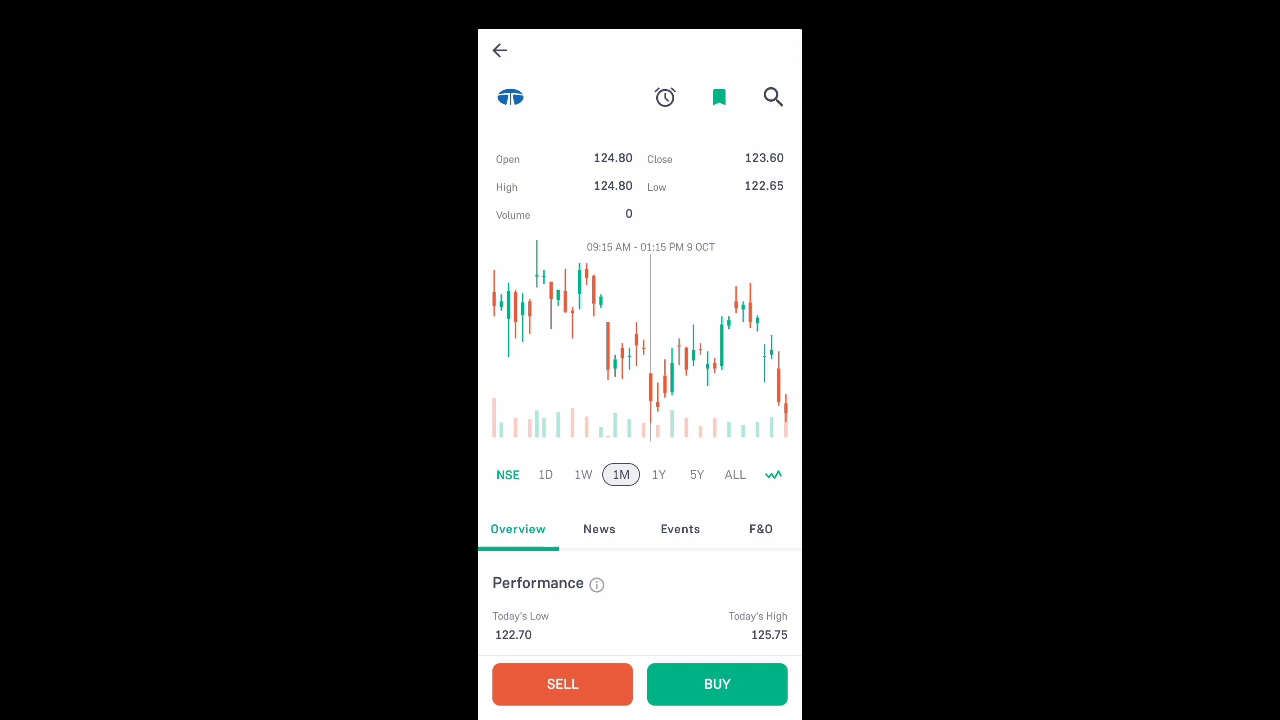 Open 124.80 Close 123.60
High 124.80 Low 122.65
Volume 0
09:15 AM - 01:15 PM 9 OCT
NSE 1D 1W 1M 1Y 5Y ALL
Overview News Events F&O
Performance
Today's Low Today's High
122.70 125.75
SELL BUY